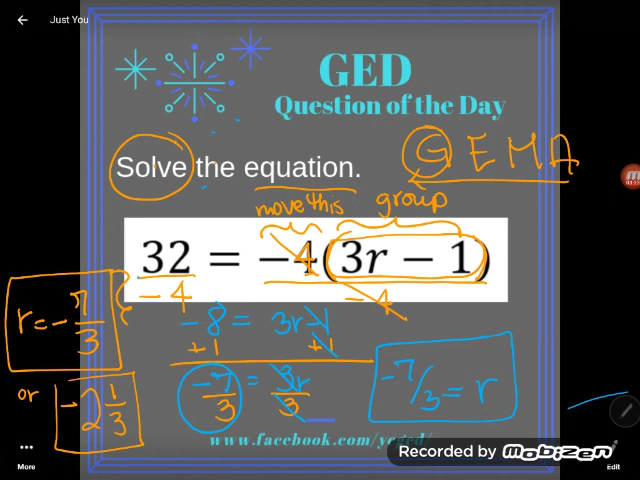 Just You
GED
Question of the Day
Solve the equation.
GEMA
move this group
32 = −4(3r − 1)
−4 −4
−8 = 3r−1
+1 +1
−7/3 = 3r/3
−7/3 = r
r = −7/3
or
−2 1/3
www.facebook.com/ycged/
Recorded by mobizen
More